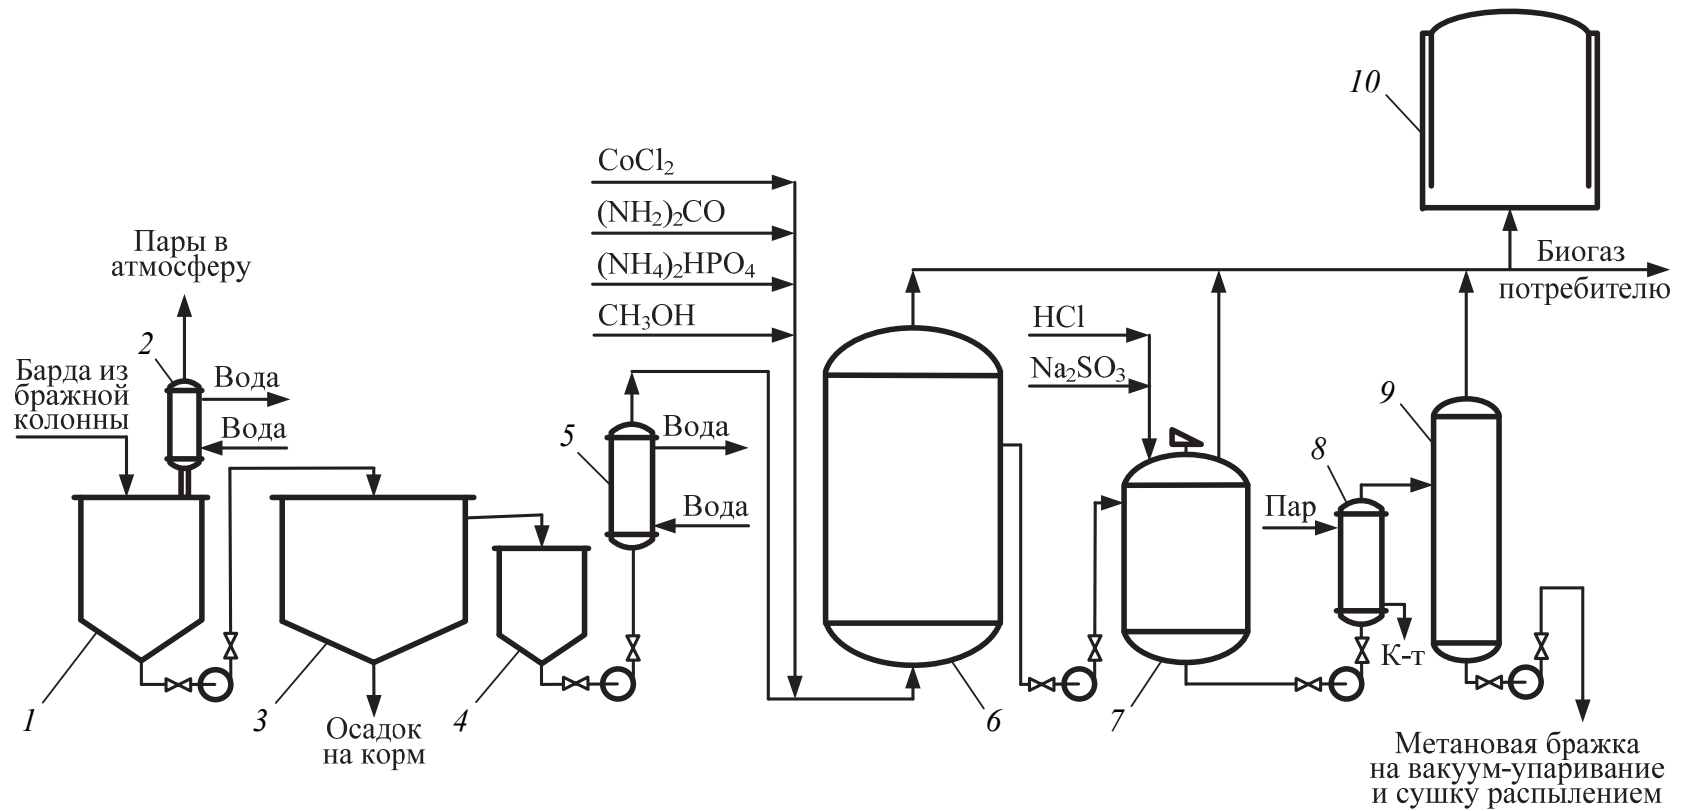 10
CoCl2
(NH2)2CO
(NH4)2HPO4
CH3OH
Пары в
атмосферу
Биогаз
потребителю
HCl
Na2SO3
2
Барда из
бражной
колонны
Вода
Вода
5
Вода
Вода
9
8
Пар
К-т
1
3
4
6
7
Осадок
на корм
Метановая бражка
на вакуум-упаривание
и сушку распылением